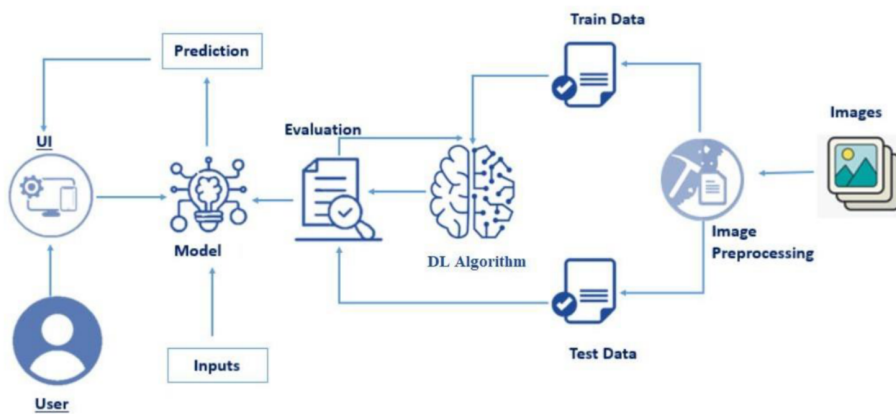 Train Data
Prediction
Images
Evaluation
UI
Model
DL Algorithm
Image
Preprocessing
Inputs
Test Data
User